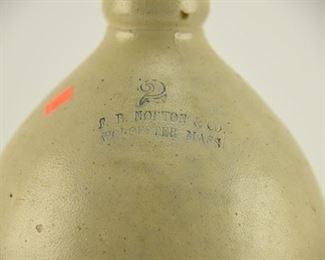 2
F. B. NORTON & CO.
WORCESTER MASS